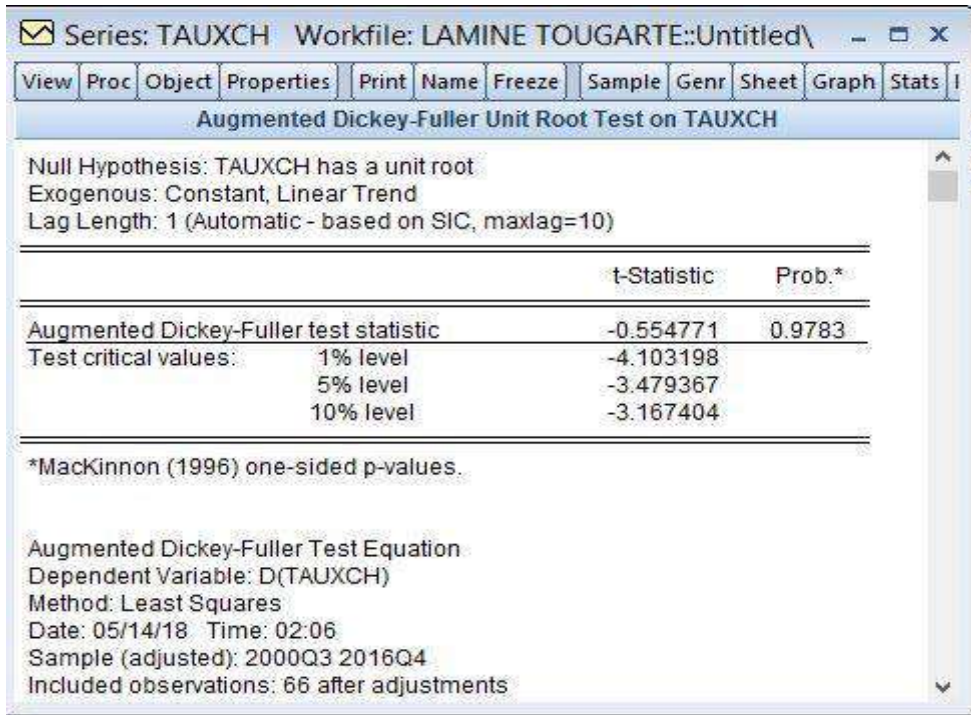 Series: TAUXCH Workfile: LAMINE TOUGARTE::Untitled\
View Proc Object Properties Print Name Freeze Sample Genr Sheet Graph Stats
Augmented Dickey-Fuller Unit Root Test on TAUXCH
Null Hypothesis: TAUXCH has a unit root
Exogenous: Constant, Linear Trend
Lag Length: 1 (Automatic - based on SIC, maxlag=10)
t-Statistic Prob.*
Augmented Dickey-Fuller test statistic -0.554771 0.9783
Test critical values: 1% level -4.103198
5% level -3.479367
10% level -3.167404
*MacKinnon (1996) one-sided p-values.
Augmented Dickey-Fuller Test Equation
Dependent Variable: D(TAUXCH)
Method: Least Squares
Date: 05/14/18 Time: 02:06
Sample (adjusted): 2000Q3 2016Q4
Included observations: 66 after adjustments